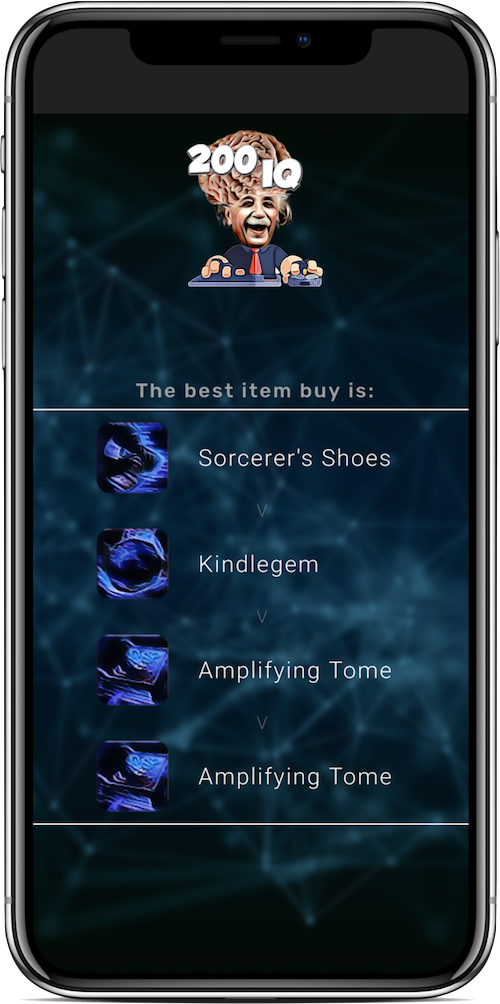 200 IQ
The best item buy is:
Sorcerer's Shoes
v
Kindlegem
v
Amplifying Tome
v
Amplifying Tome